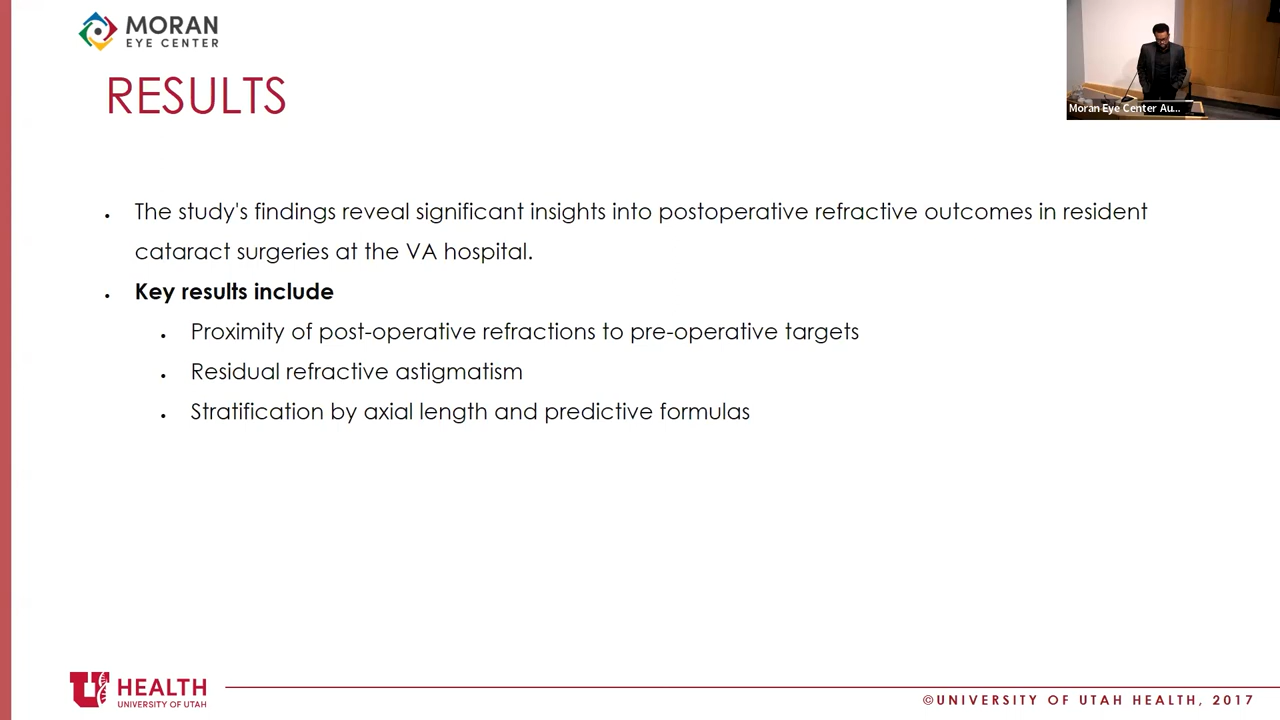 MORAN
EYE CENTER
RESULTS
Moran Eye Center Au...
• The study's findings reveal significant insights into postoperative refractive outcomes in resident
cataract surgeries at the VA hospital.
• Key results include
• Proximity of post-operative refractions to pre-operative targets
• Residual refractive astigmatism
• Stratification by axial length and predictive formulas
U HEALTH
UNIVERSITY OF UTAH
©UNIVERSITY OF UTAH HEALTH, 2017